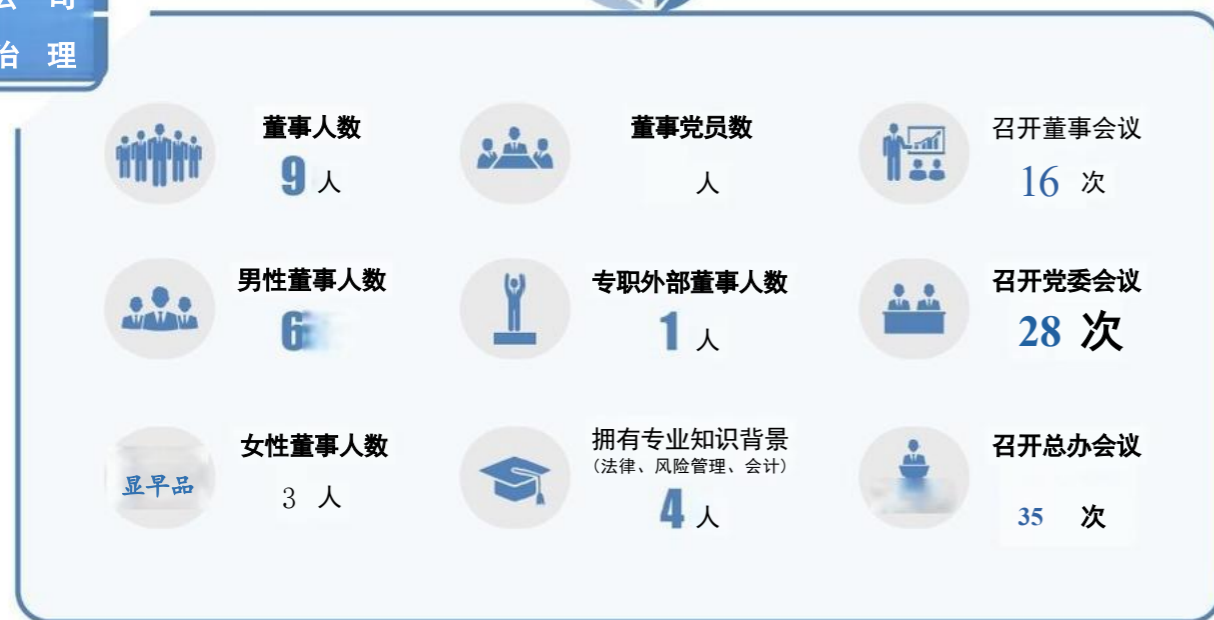 公 司
治 理
董事人数
9 人
董事党员数
人
召开董事会议
16 次
男性董事人数
6
专职外部董事人数
1 人
召开党委会议
28 次
显早品
女性董事人数
3 人
拥有专业知识背景
（法律、风险管理、会计）
4 人
召开总办会议
35 次